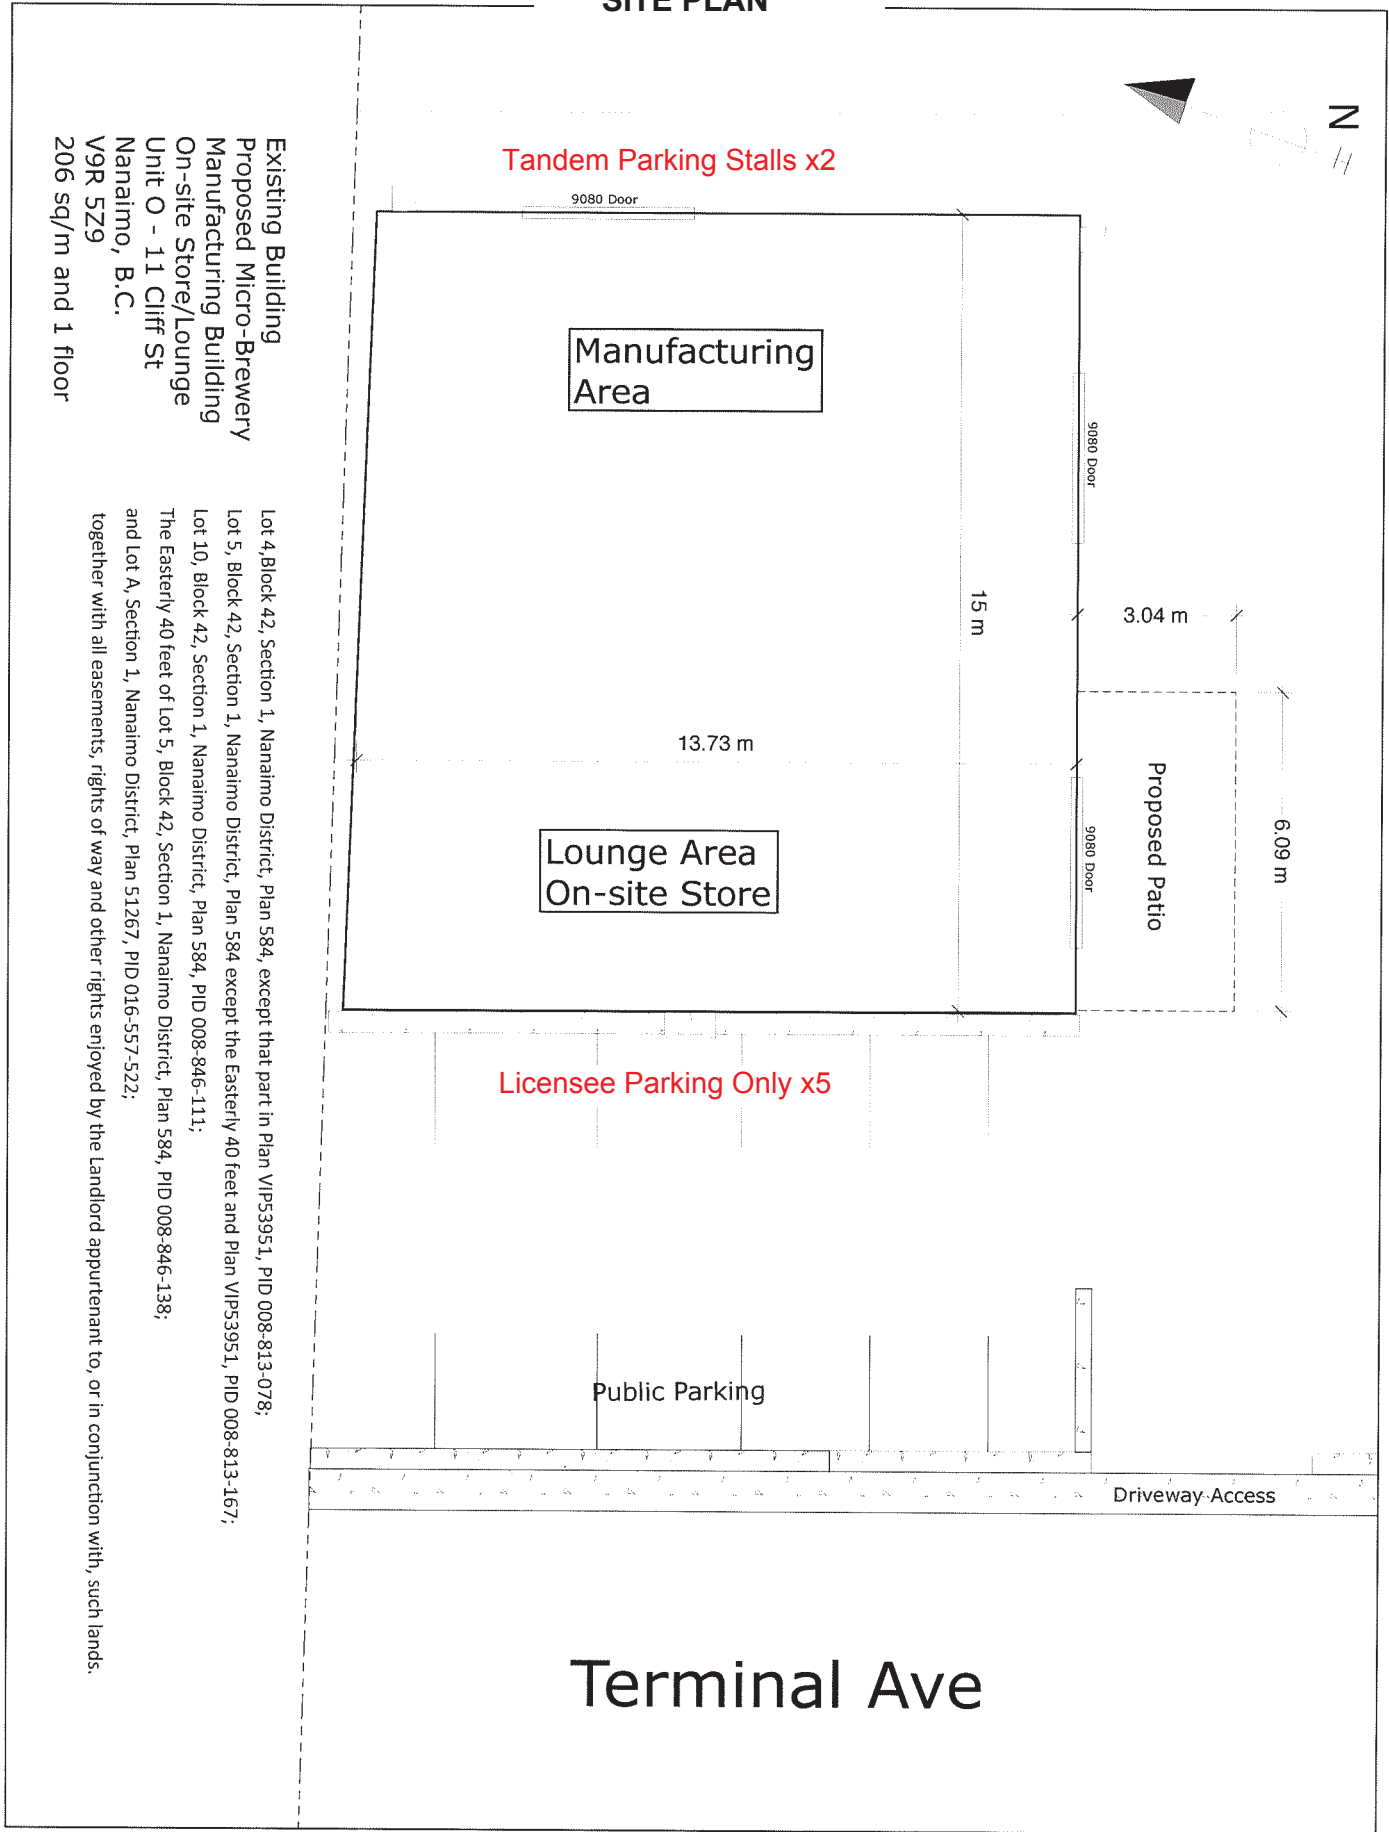 SITE PLAN
N
Tandem Parking Stalls x2
9080 Door
Manufacturing
Area
9080 Door
15 m
3.04 m
13.73 m
Proposed Patio
6.09 m
9080 Door
Lounge Area
On-site Store
Licensee Parking Only x5
Public Parking
Driveway Access
Terminal Ave
Existing Building
Proposed Micro-Brewery
Manufacturing Building
On-site Store/Lounge
Unit O - 11 Cliff St
Nanaimo, B.C.
V9R 5Z9
206 sq/m and 1 floor
Lot 4,Block 42, Section 1, Nanaimo District, Plan 584, except that part in Plan VIP53951, PID 008-813-078;
Lot 5, Block 42, Section 1, Nanaimo District, Plan 584 except the Easterly 40 feet and Plan VIP53951, PID 008-813-167;
Lot 10, Block 42, Section 1, Nanaimo District, Plan 584, PID 008-846-111;
The Easterly 40 feet of Lot 5, Block 42, Section 1, Nanaimo District, Plan 584, PID 008-846-138;
and Lot A, Section 1, Nanaimo District, Plan 51267, PID 016-557-522;
together with all easements, rights of way and other rights enjoyed by the Landlord appurtenant to, or in conjunction with, such lands.